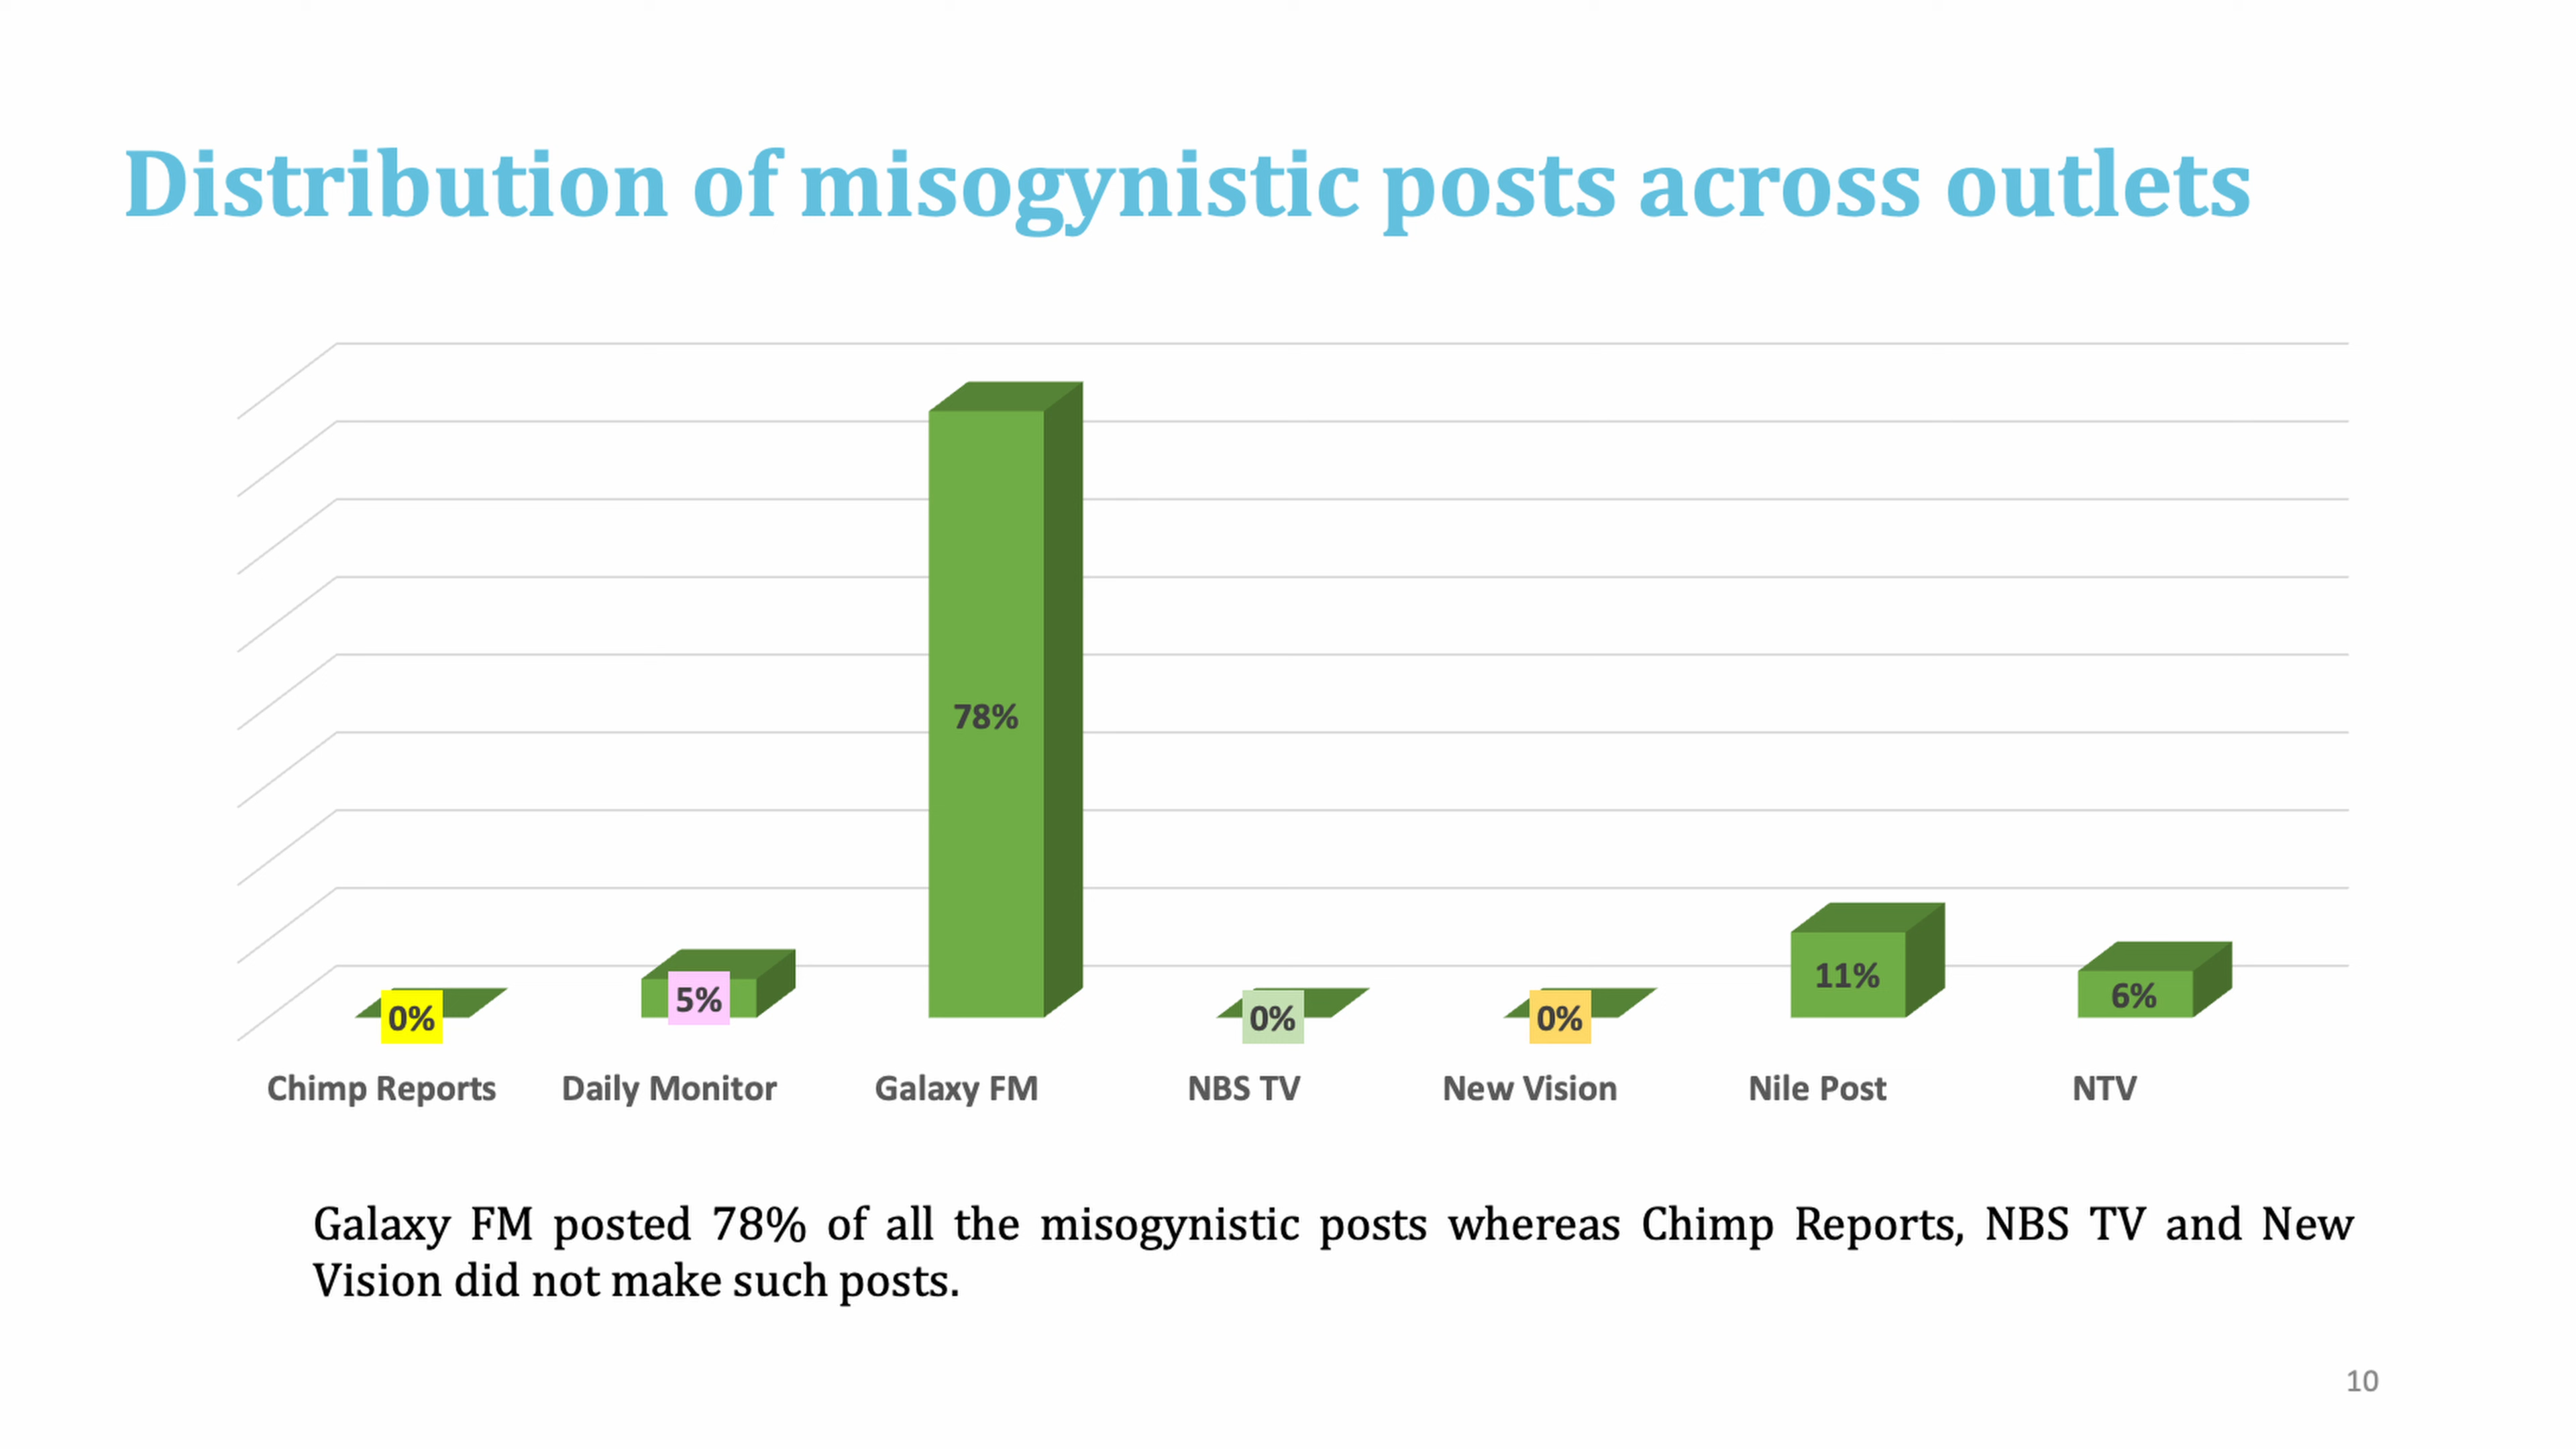 Distribution of misogynistic posts across outlets
78%
11%
5%
6%
0%
0%
0%
Chimp Reports
Daily Monitor
Galaxy FM
NBS TV
New Vision
Nile Post
NTV
Galaxy FM posted 78% of all the misogynistic posts whereas Chimp Reports, NBS TV and New
Vision did not make such posts.
10